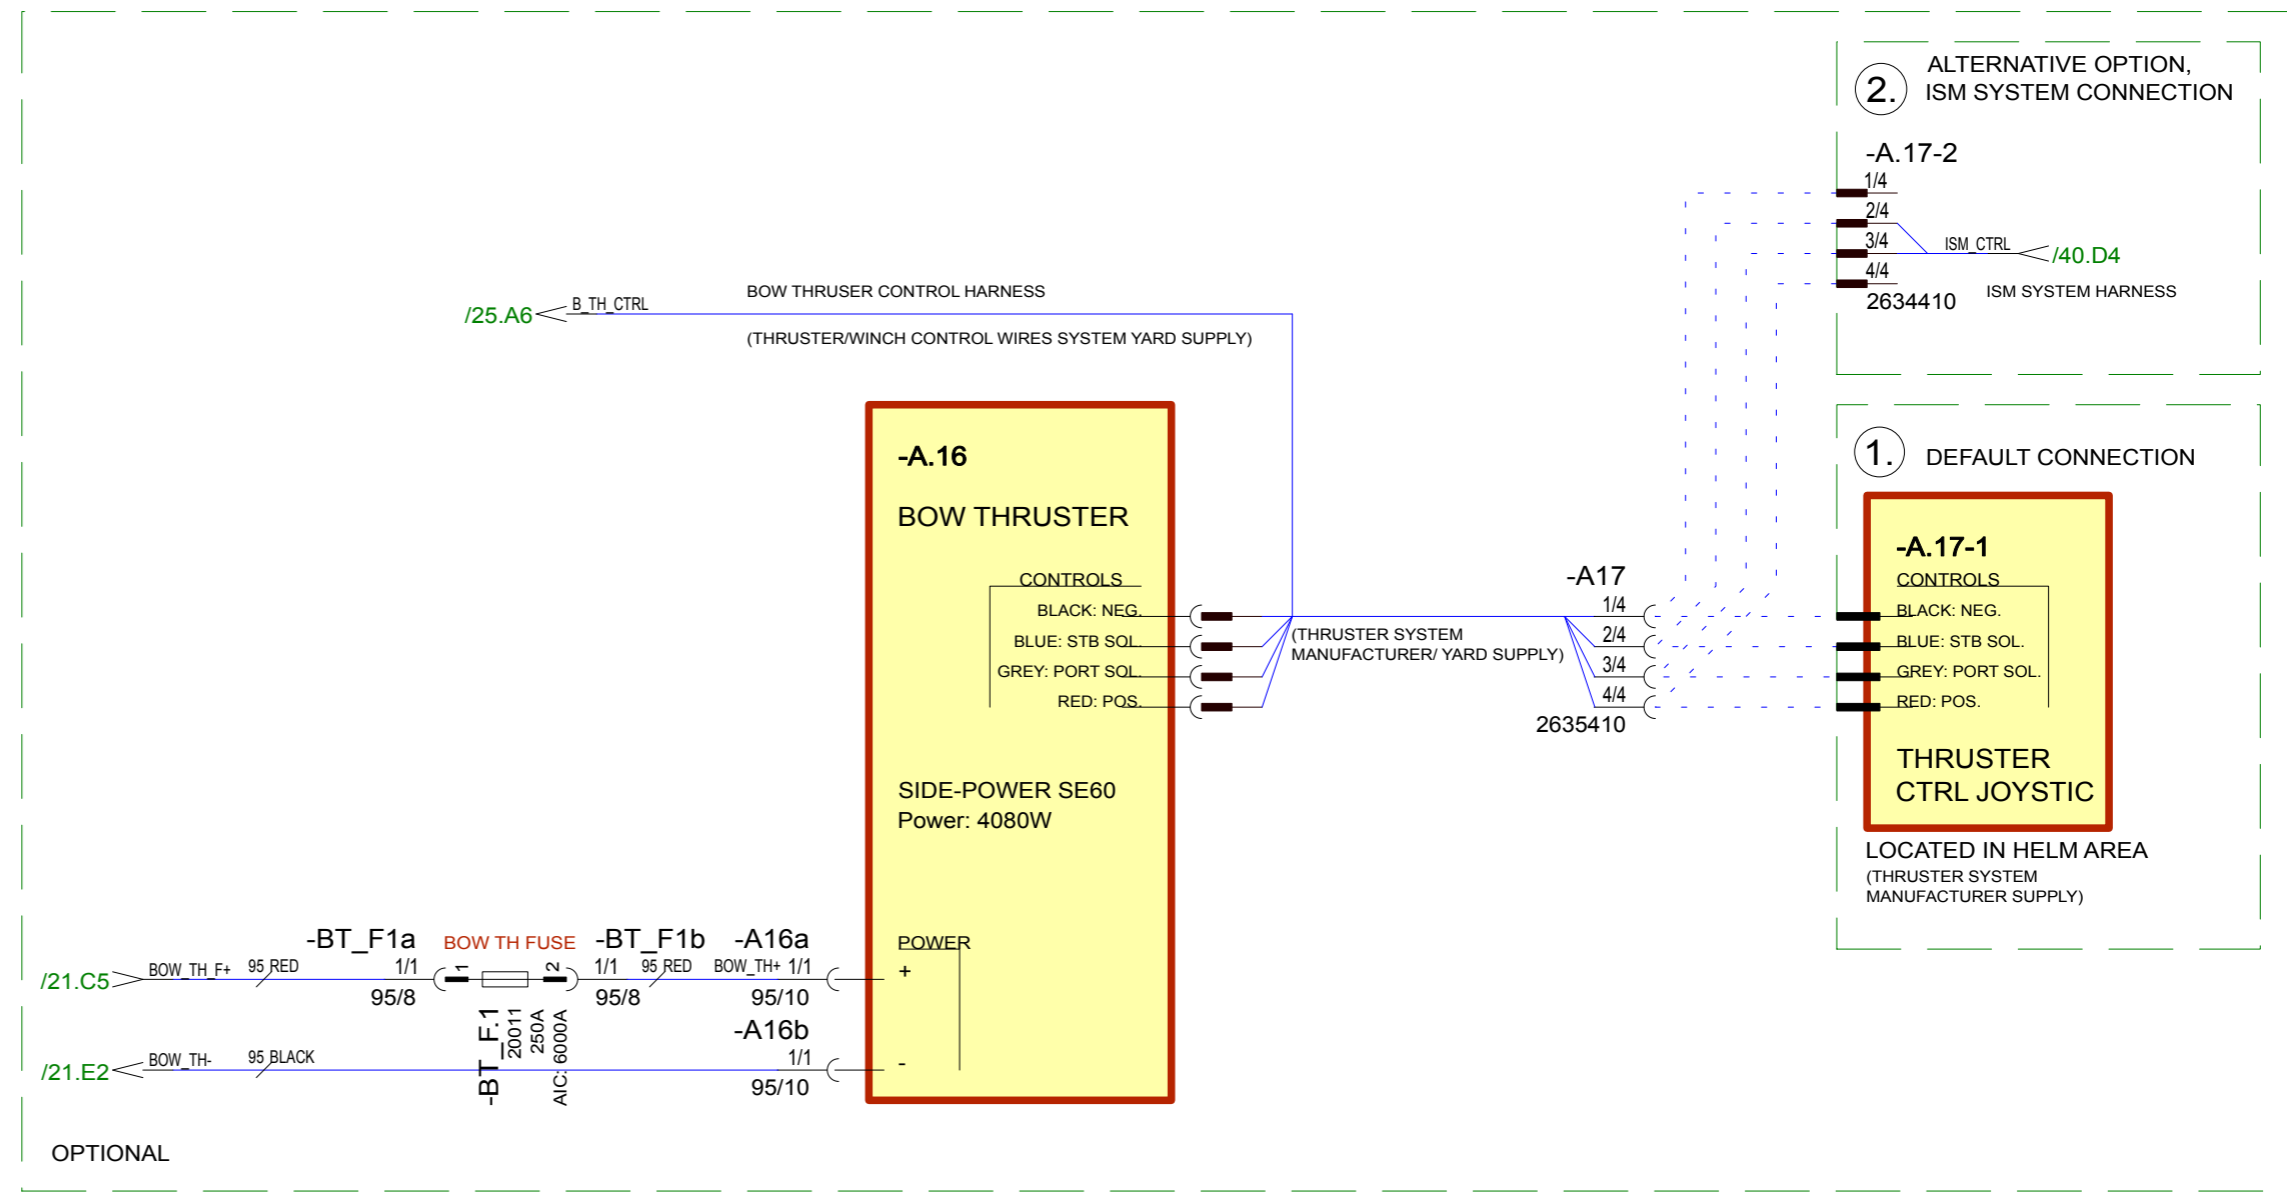 2.
ALTERNATIVE OPTION,
ISM SYSTEM CONNECTION
-A.17-2
1/4
2/4
3/4
ISM_CTRL
/40.D4
4/4
2634410
ISM SYSTEM HARNESS
/25.A6
B_TH_CTRL
BOW THRUSER CONTROL HARNESS
(THRUSTER/WINCH CONTROL WIRES SYSTEM YARD SUPPLY)
-A.16
BOW THRUSTER
CONTROLS
BLACK: NEG.
BLUE: STB SOL.
GREY: PORT SOL.
RED: POS.
SIDE-POWER SE60
Power: 4080W
POWER
+
-
(THRUSTER SYSTEM
MANUFACTURER/ YARD SUPPLY)
-A17
1/4
2/4
3/4
4/4
2635410
1.
DEFAULT CONNECTION
-A.17-1
CONTROLS
BLACK: NEG.
BLUE: STB SOL.
GREY: PORT SOL.
RED: POS.
THRUSTER
CTRL JOYSTIC
LOCATED IN HELM AREA
(THRUSTER SYSTEM
MANUFACTURER SUPPLY)
/21.C5
BOW_TH_F+
95 RED
-BT_F1a
1/1
95/8
BOW TH FUSE
1
2
-BT_F.1
20011
250A
AIC: 6000A
-BT_F1b
1/1
95/8
95 RED
BOW_TH+
-A16a
1/1
95/10
/21.E2
BOW_TH-
95 BLACK
-A16b
1/1
95/10
OPTIONAL